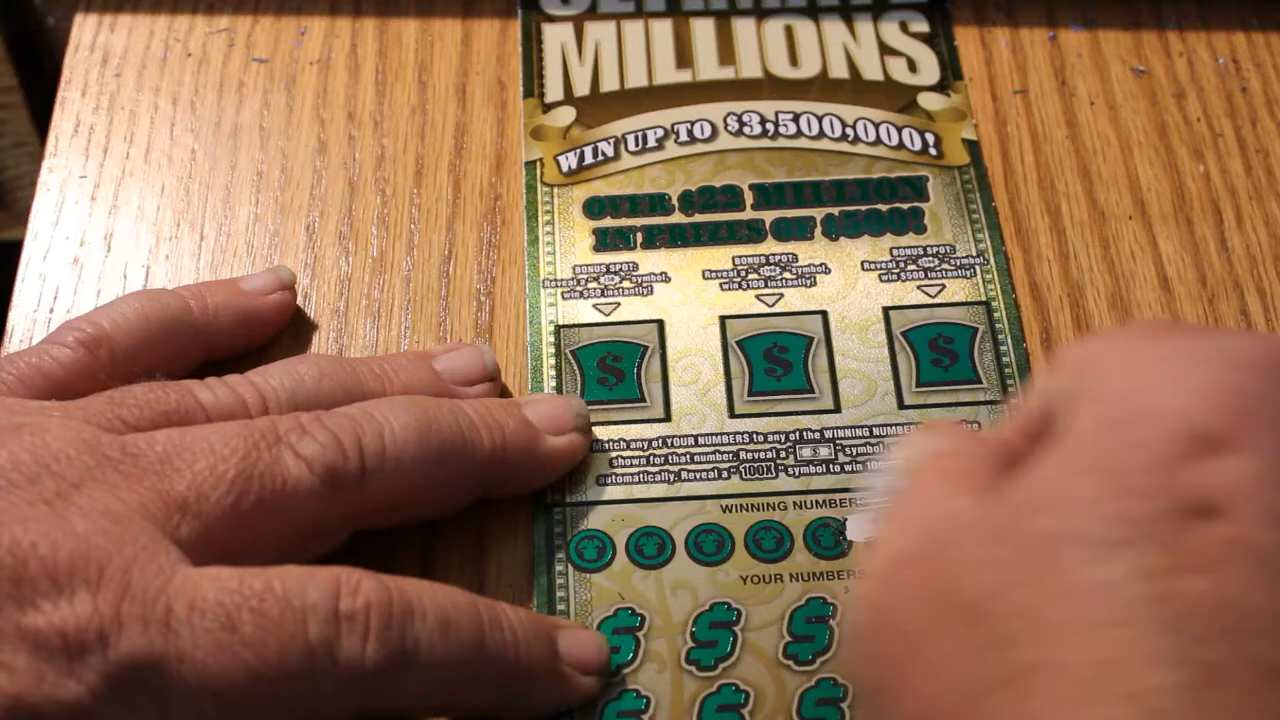 MILLIONS
WIN UP TO $3,500,000!
OVER $22 MILLION
IN PRIZES OF $500!
BONUS SPOT:
Reveal a " " symbol,
win $50 instantly!
BONUS SPOT:
Reveal a " " symbol,
win $100 instantly!
BONUS SPOT:
Reveal a " " symbol,
win $500 instantly!
$ $ $
Match any of YOUR NUMBERS to any of the WINNING
shown for that number. Reveal a " $ " symbol,
automatically. Reveal a "100X" symbol to win
WINNING NUMBERS
YOUR NUMBERS
$ $ $
$ $ $